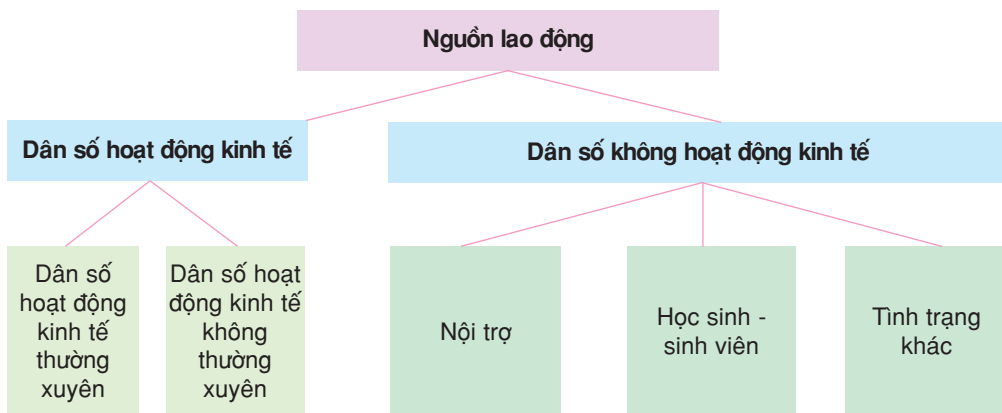 Nguồn lao động
Dân số hoạt động kinh tế
Dân số không hoạt động kinh tế
Dân số
hoạt động
kinh tế
thường
xuyên
Dân số hoạt
động kinh tế
không
thường
xuyên
Nội trợ
Học sinh -
sinh viên
Tình trạng
khác